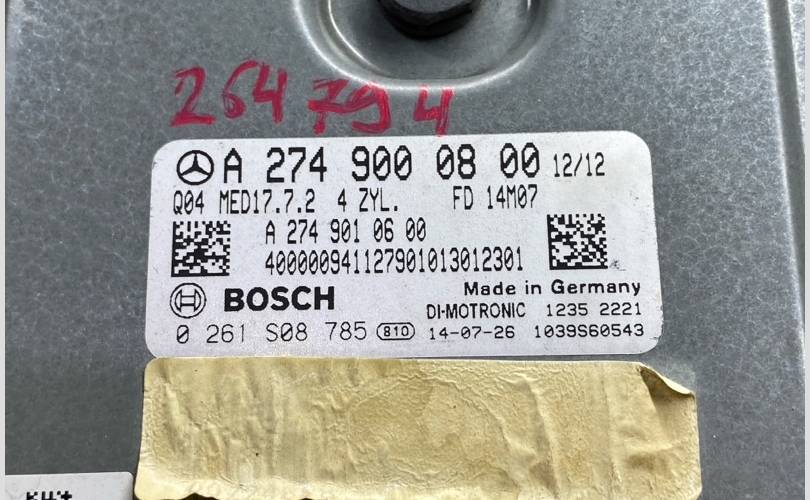 264794
A 274 900 08 00 12/12
Q04 MED17.7.2 4 ZYL. FD 14M07
A 274 901 06 00
400000941127901013012301
BOSCH
Made in Germany
DI-MOTRONIC 1235 2221
0 261 S08 785 810 14-07-26 1039S60543